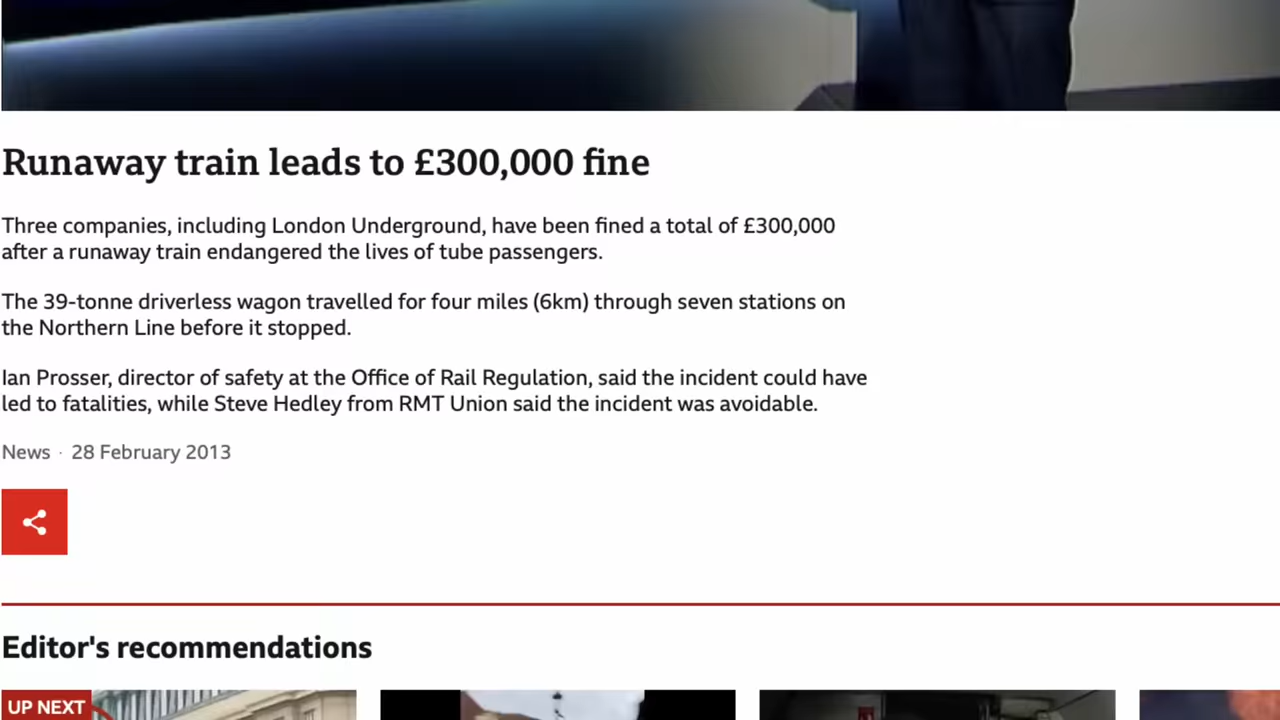 Runaway train leads to £300,000 fine
Three companies, including London Underground, have been fined a total of £300,000
after a runaway train endangered the lives of tube passengers.
The 39-tonne driverless wagon travelled for four miles (6km) through seven stations on
the Northern Line before it stopped.
Ian Prosser, director of safety at the Office of Rail Regulation, said the incident could have
led to fatalities, while Steve Hedley from RMT Union said the incident was avoidable.
News · 28 February 2013
Editor's recommendations
UP NEXT